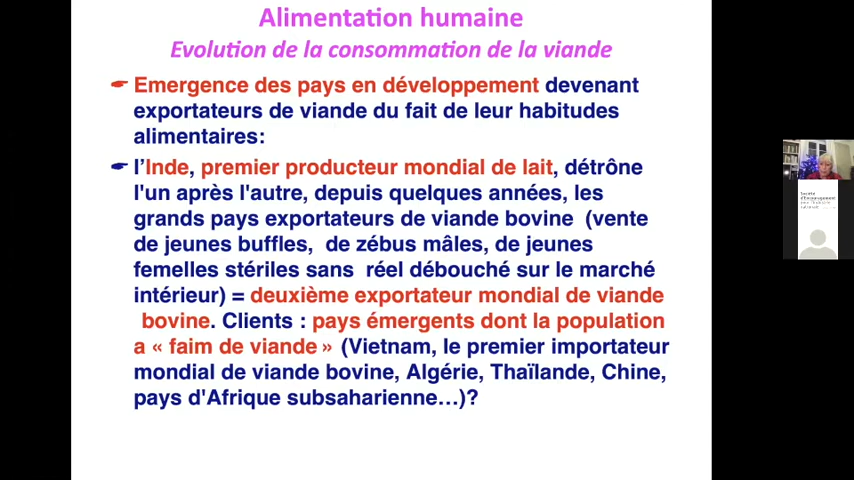 Alimentation humaine
Evolution de la consommation de la viande
Emergence des pays en développement devenant
exportateurs de viande du fait de leur habitudes
alimentaires:
l'Inde, premier producteur mondial de lait, détrône
l'un après l'autre, depuis quelques années, les
grands pays exportateurs de viande bovine (vente
de jeunes buffles, de zébus mâles, de jeunes
femelles stériles sans réel débouché sur le marché
intérieur) = deuxième exportateur mondial de viande
bovine. Clients : pays émergents dont la population
a « faim de viande » (Vietnam, le premier importateur
mondial de viande bovine, Algérie, Thaïlande, Chine,
pays d'Afrique subsaharienne...)?
Société
d'Encouragement